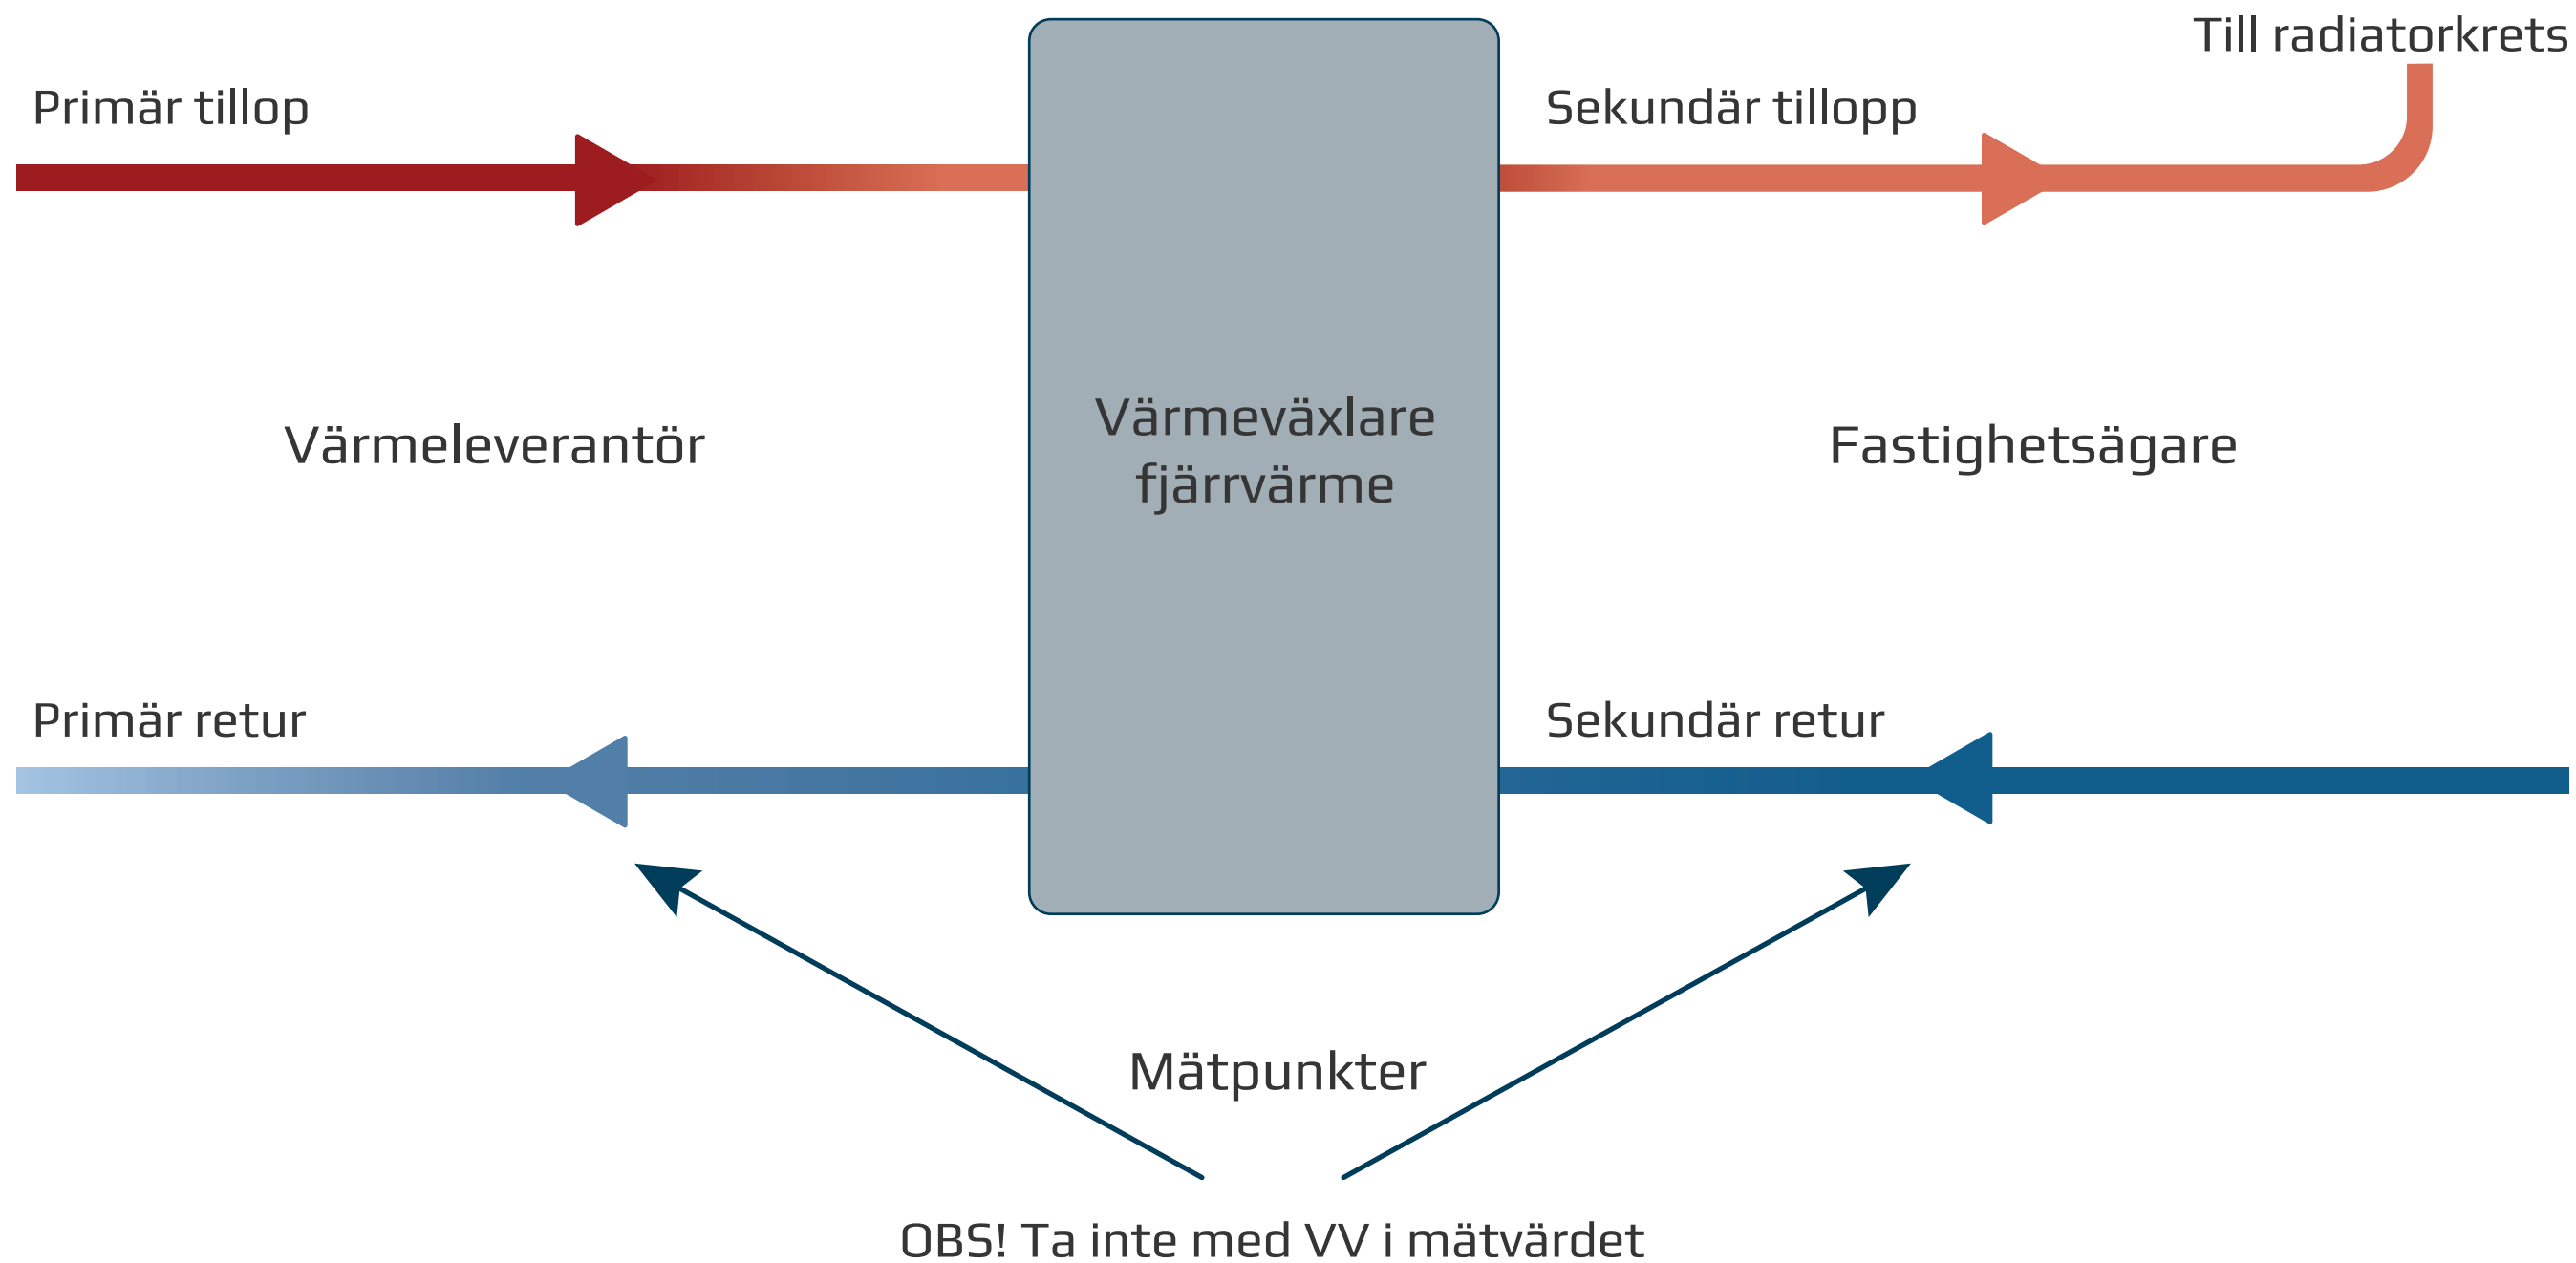 Till radiatorkrets
Primär tillop
Sekundär tillopp
Värmeleverantör
Värmeväxlare
fjärrvärme
Fastighetsägare
Primär retur
Sekundär retur
Mätpunkter
OBS! Ta inte med VV i mätvärdet